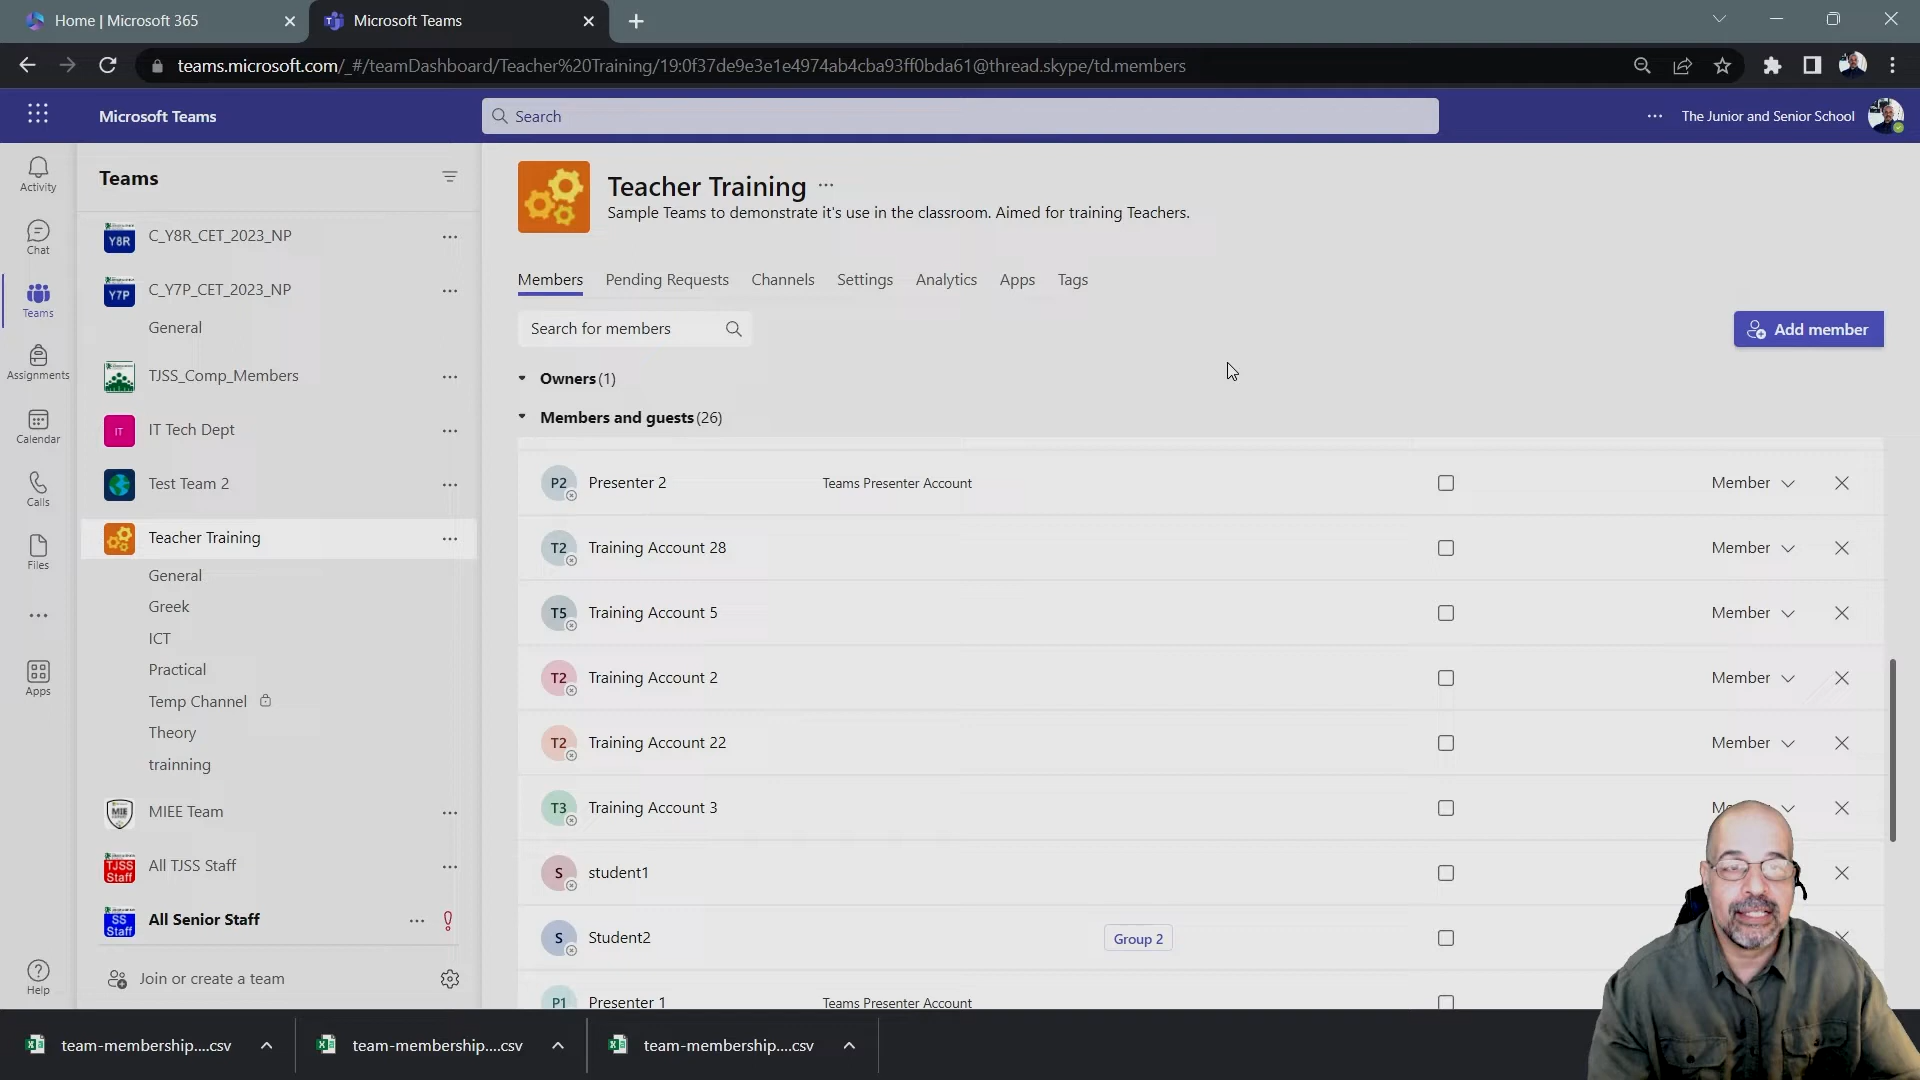 Home | Microsoft 365
Microsoft Teams
teams.microsoft.com/_#/teamDashboard/Teacher%20Training/19:0f37de9e3e1e4974ab4cba93ff0bda61@thread.skype/td.members
Microsoft Teams
Search
The Junior and Senior School
Activity
Chat
Teams
Assignments
Calendar
Calls
Files
Apps
Help
Teams
Y8R C_Y8R_CET_2023_NP
Y7P C_Y7P_CET_2023_NP
General
TJSS_Comp_Members
IT IT Tech Dept
Test Team 2
Teacher Training
General
Greek
ICT
Practical
Temp Channel
Theory
trainning
MIE MIEE Team
TJSS Staff All TJSS Staff
SS Staff All Senior Staff
Join or create a team
Teacher Training
Sample Teams to demonstrate it's use in the classroom. Aimed for training Teachers.
Members Pending Requests Channels Settings Analytics Apps Tags
Search for members
Add member
Owners (1)
Members and guests (26)
P2 Presenter 2 Teams Presenter Account Member
T2 Training Account 28 Member
T5 Training Account 5 Member
T2 Training Account 2 Member
T2 Training Account 22 Member
T3 Training Account 3
S student1
S Student2 Group 2
P1 Presenter 1 Teams Presenter Account
team-membership....csv
team-membership....csv
team-membership....csv